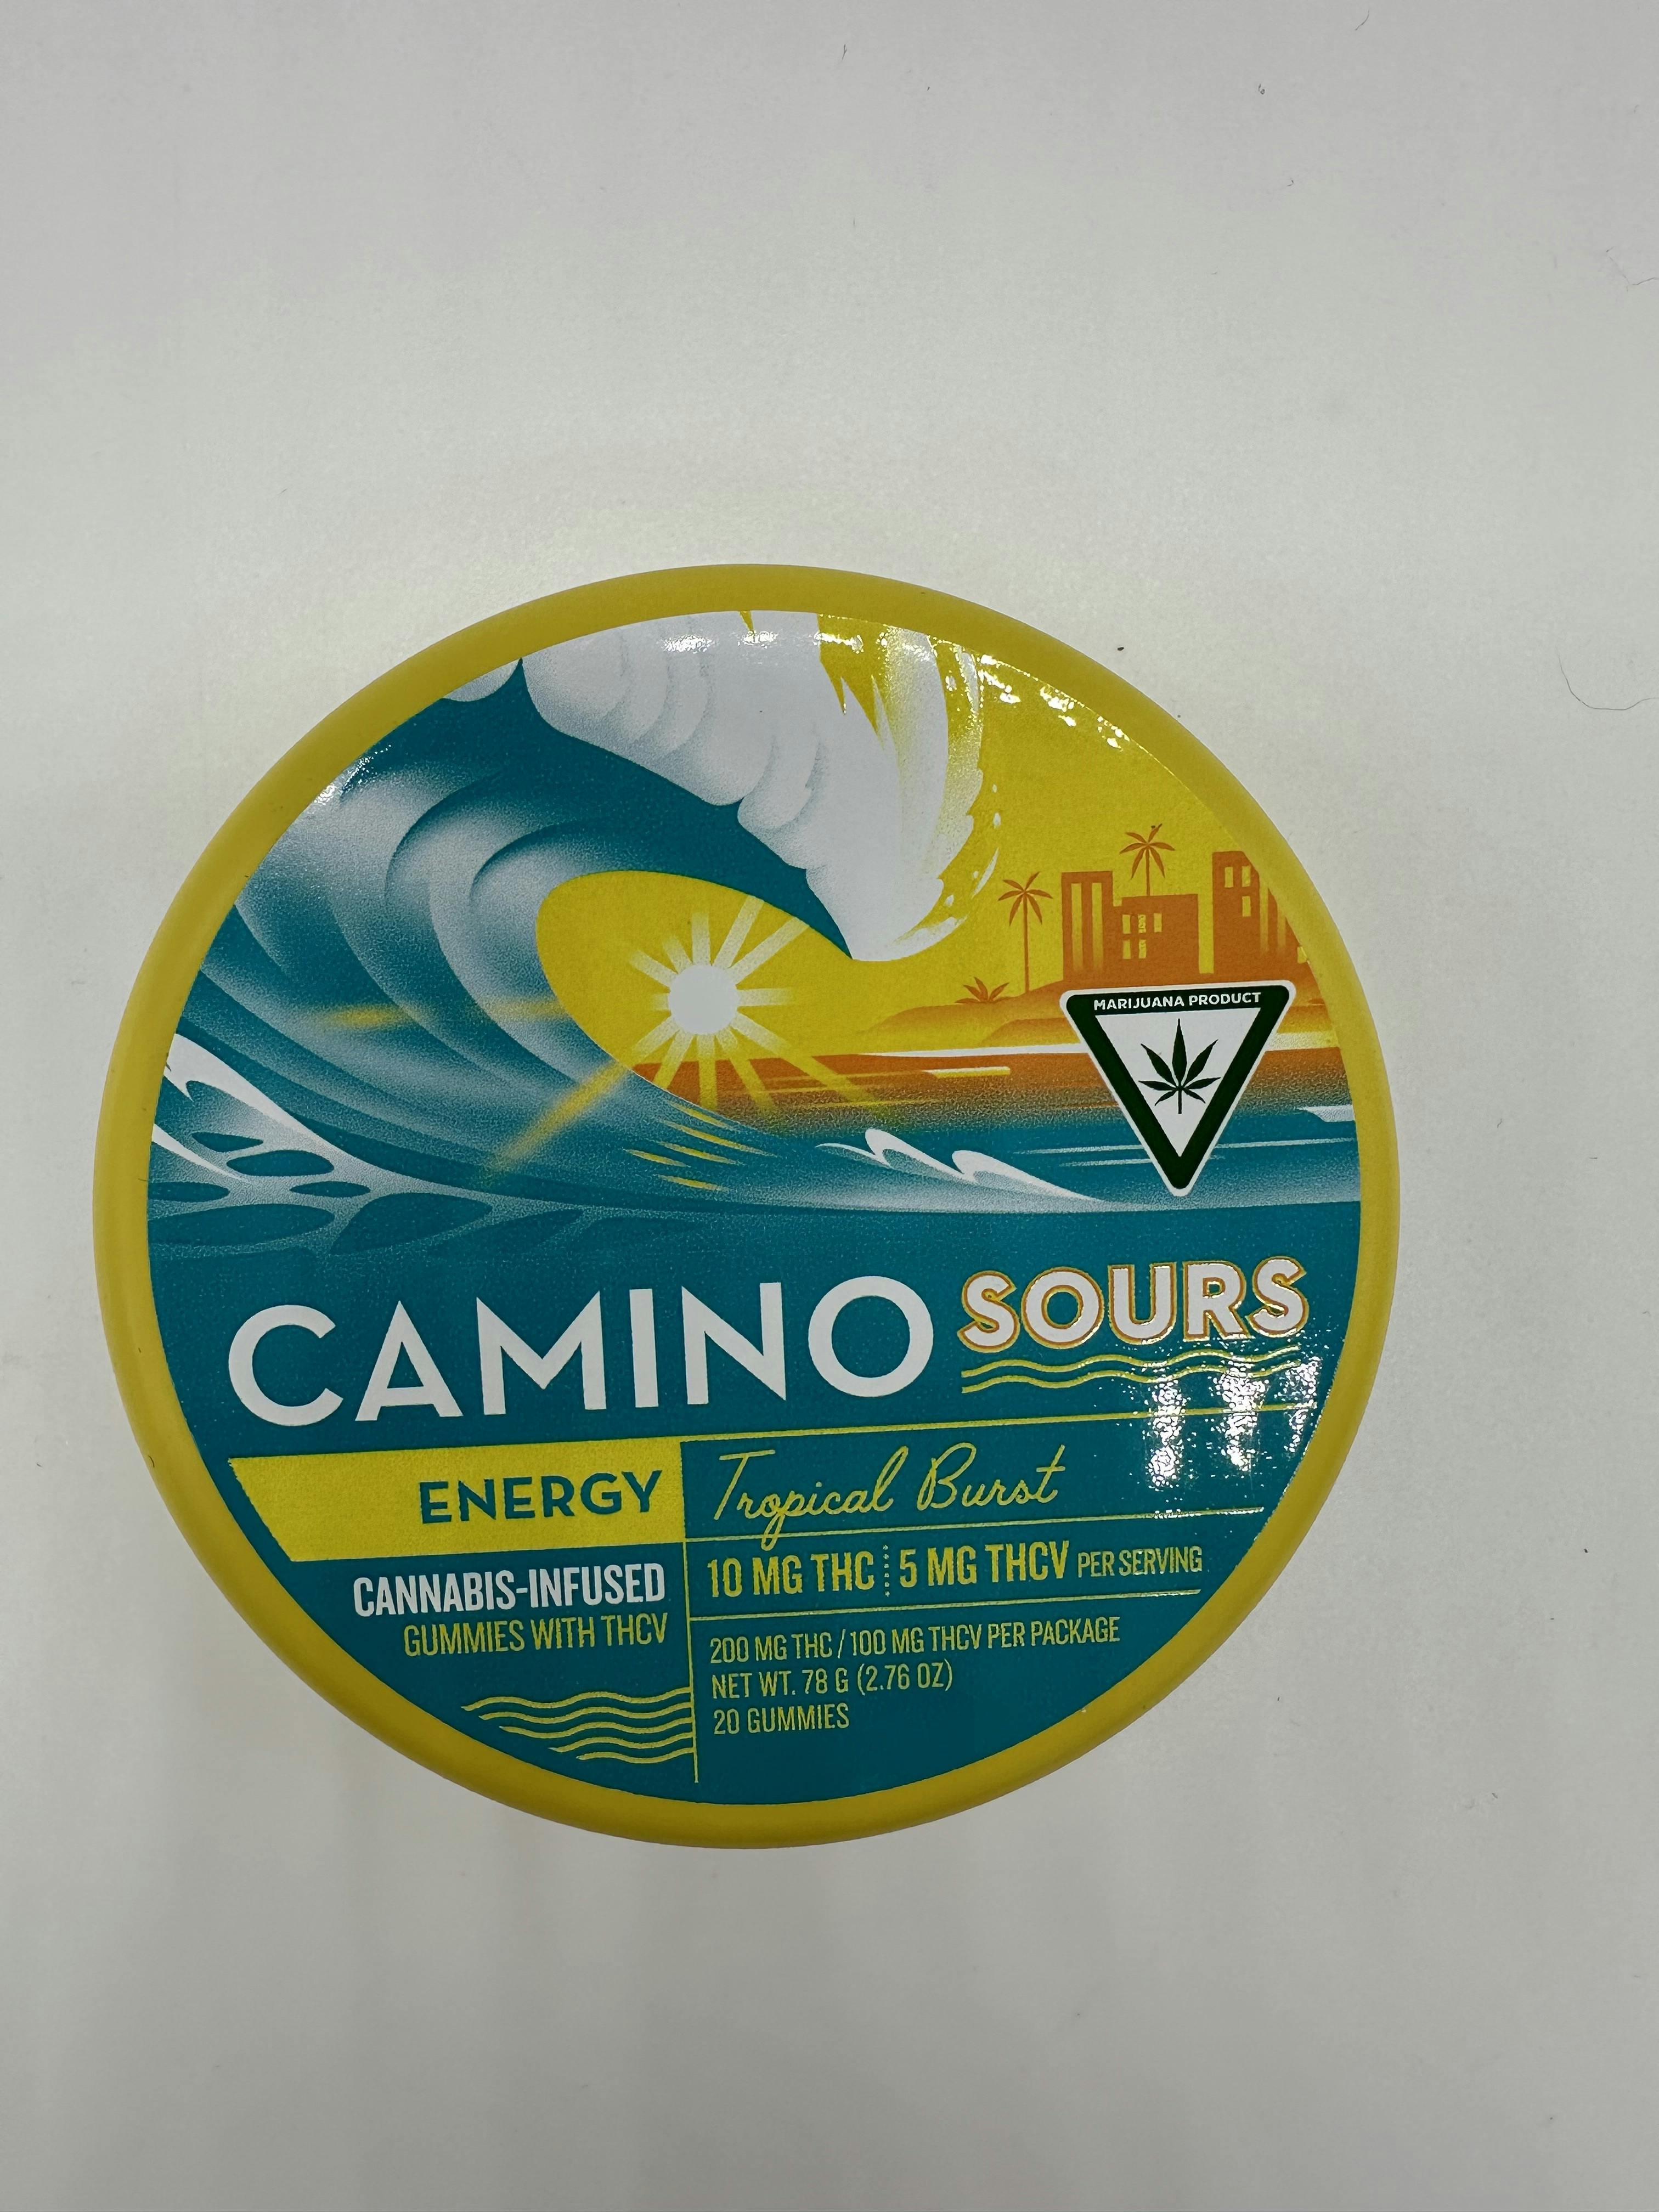 MARIJUANA PRODUCT
CAMINO SOURS
ENERGY
Tropical Burst
CANNABIS-INFUSED
GUMMIES WITH THCV
10 MG THC 5 MG THCV PER SERVING
200 MG THC / 100 MG THCV PER PACKAGE
NET WT. 78 G (2.76 OZ)
20 GUMMIES